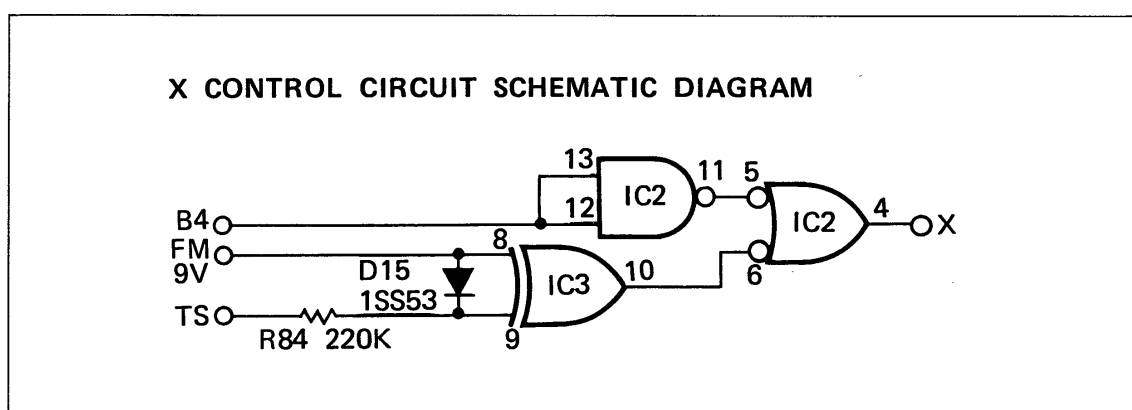 X CONTROL CIRCUIT SCHEMATIC DIAGRAM
13
11
5
IC2
12
IC2
4
X
B4
FM
9V
8
D15
1SS53
IC3
10
6
TS
R84 220K
9